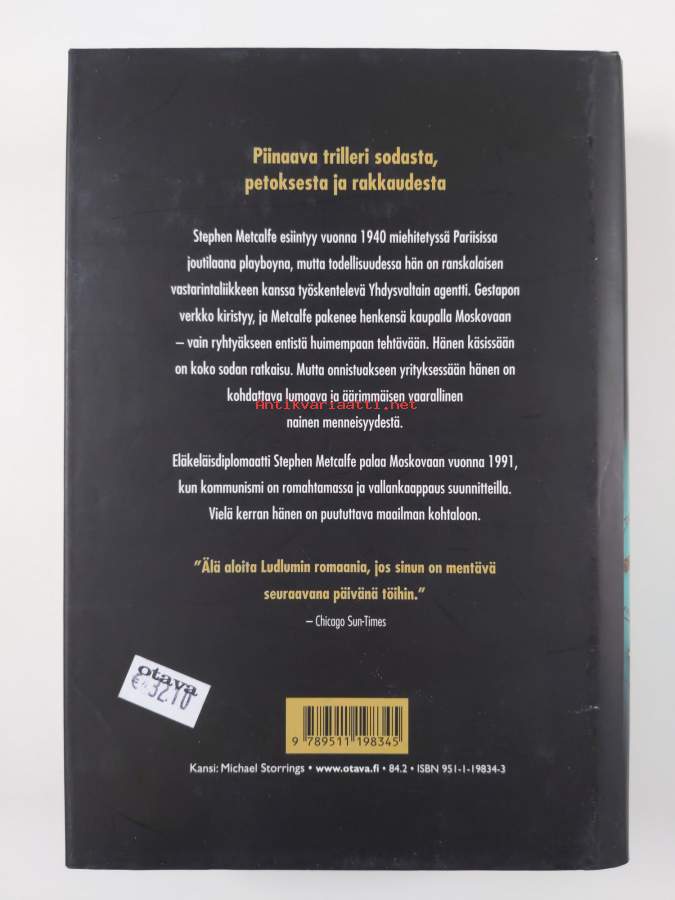 Piinaava trilleri sodasta,
petoksesta ja rakkaudesta
Stephen Metcalfe esiintyy vuonna 1940 miehitetyssä Pariisissa
joutilaana playboyna, mutta todellisuudessa hän on ranskalaisen
vastarintaliikkeen kanssa työskentelevä Yhdysvaltain agentti. Gestapon
verkko kiristyy, ja Metcalfe pakenee henkensä kaupalla Moskovaan
– vain ryhtyäkseen entistä huimempaan tehtävään. Hänen käsissään
on koko sodan ratkaisu. Mutta onnistuakseen yrityksessään hänen on
kohdattava lumoava ja äärimmäisen vaarallinen
Antikvariaatti.net
nainen menneisyydestä.
Eläkeläisdiplomaatti Stephen Metcalfe palaa Moskovaan vuonna 1991,
kun kommunismi on romahtamassa ja vallankaappaus suunnitteilla.
Vielä kerran hänen on puututtava maailman kohtaloon.
”Älä aloita Ludlumin romaania, jos sinun on mentävä
seuraavana päivänä töihin.”
– Chicago Sun-Times
otava
9 789511 198345
Kansi: Michael Storrings • www.otava.fi • 84.2 • ISBN 951-1-19834-3